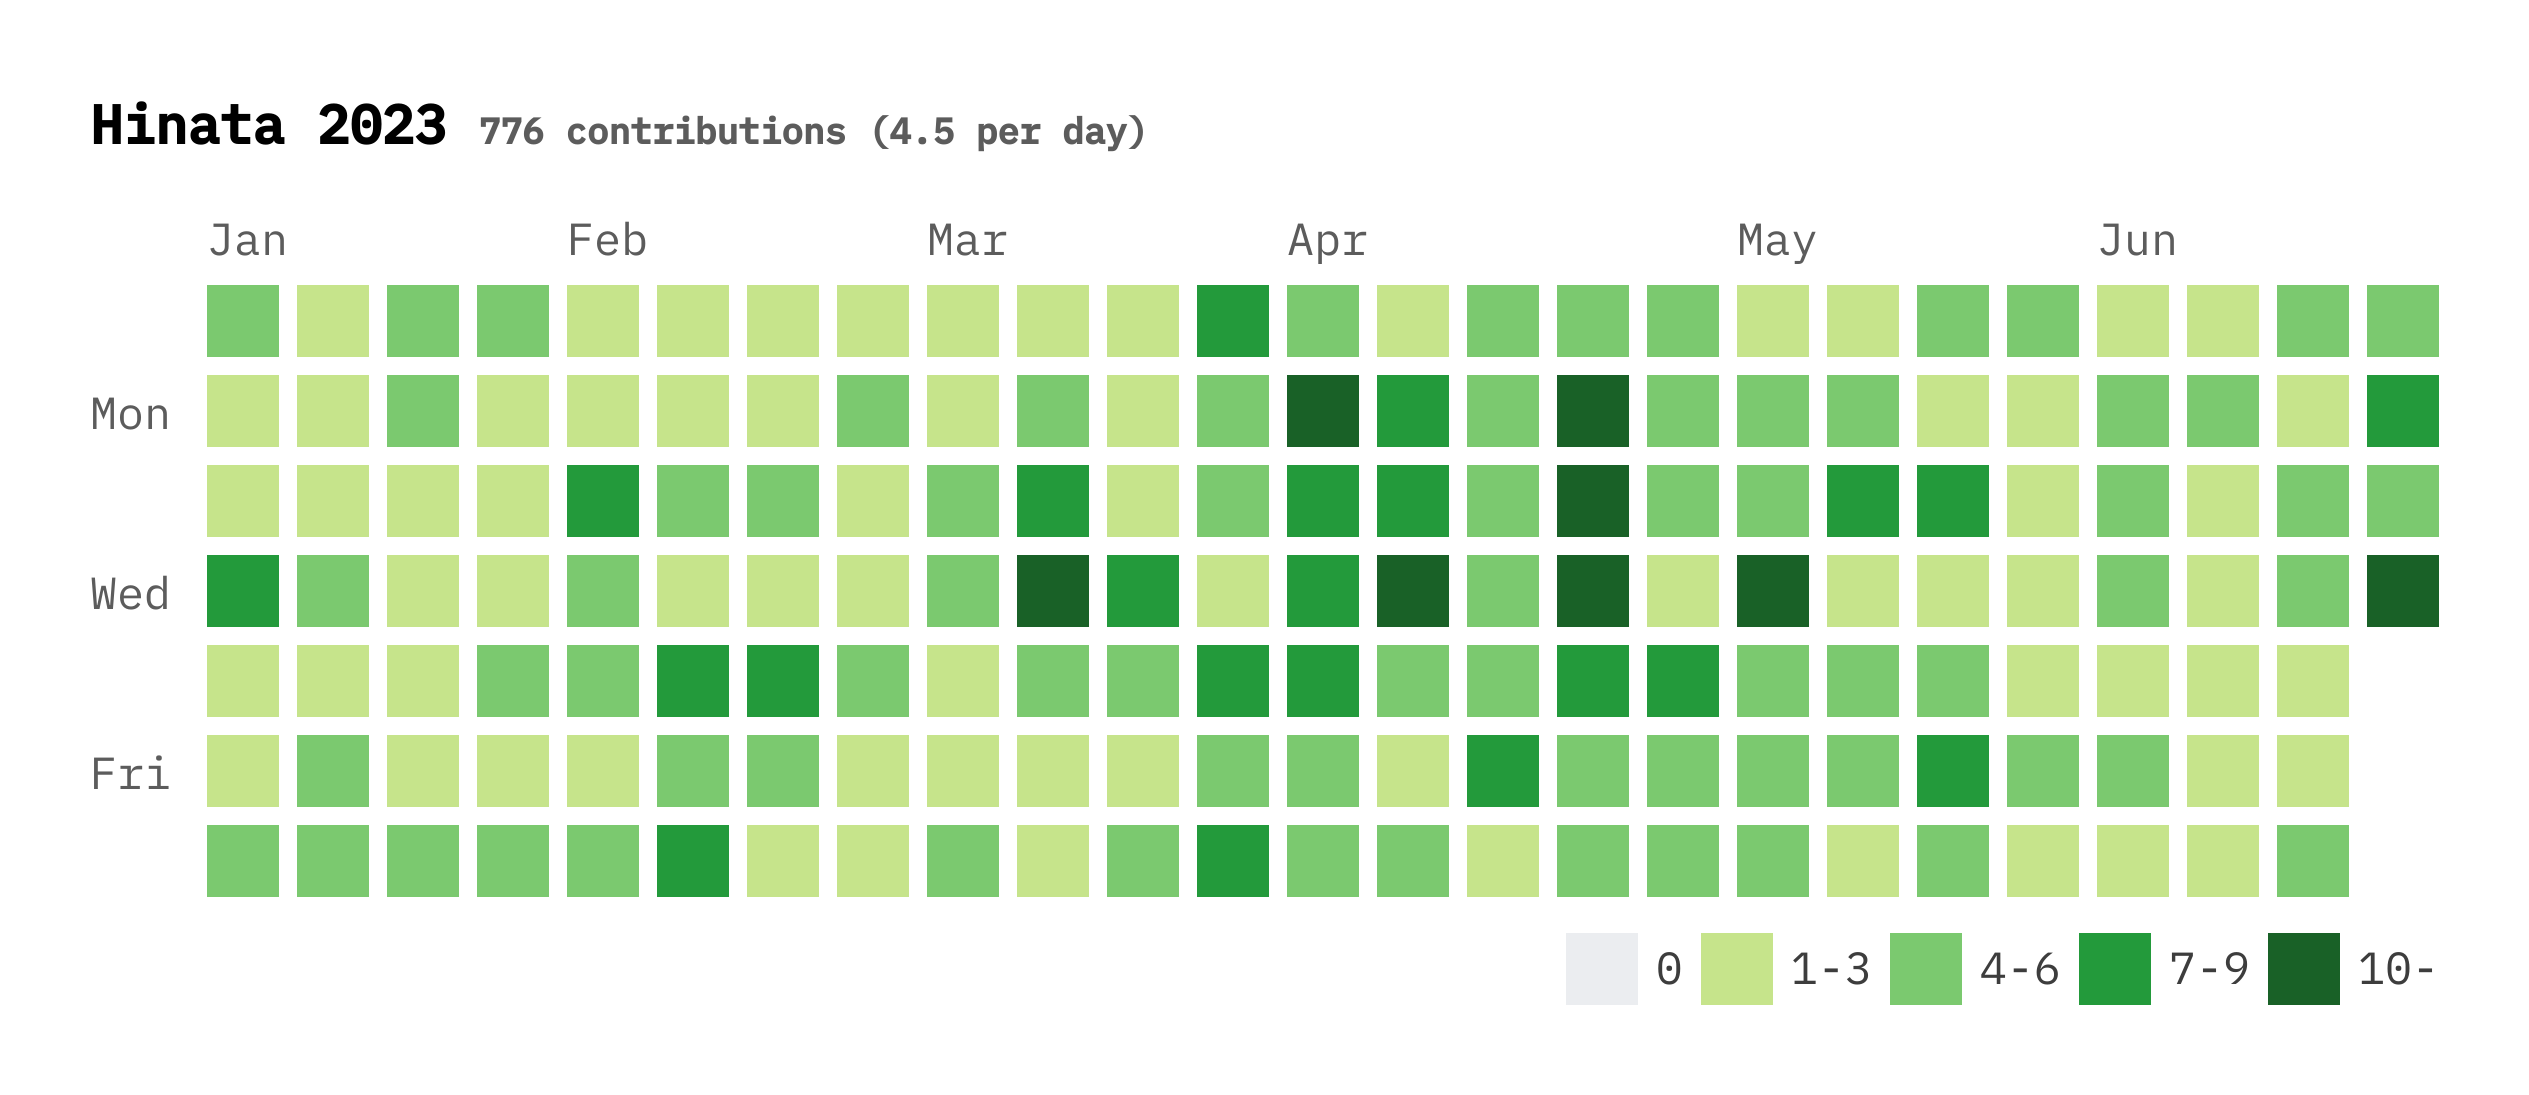 Hinata 2023 776 contributions (4.5 per day)
Jan Feb Mar Apr May Jun
Mon
Wed
Fri
0 1-3 4-6 7-9 10-